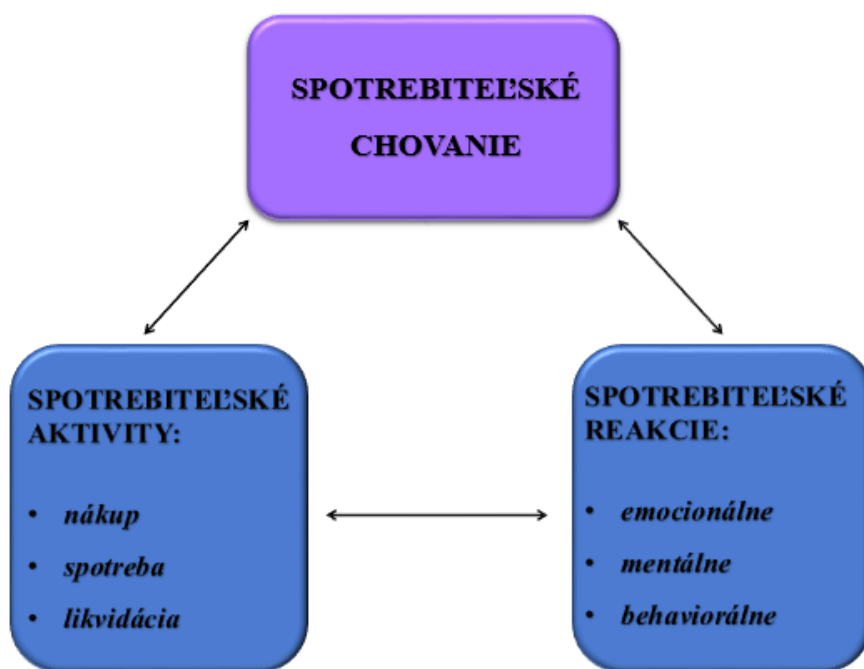 SPOTREBITEĽSKÉ
CHOVANIE
SPOTREBITEĽSKÉ
AKTIVITY:
• nákup
• spotreba
• likvidácia
SPOTREBITEĽSKÉ
REAKCIE:
• emocionálne
• mentálne
• behaviorálne